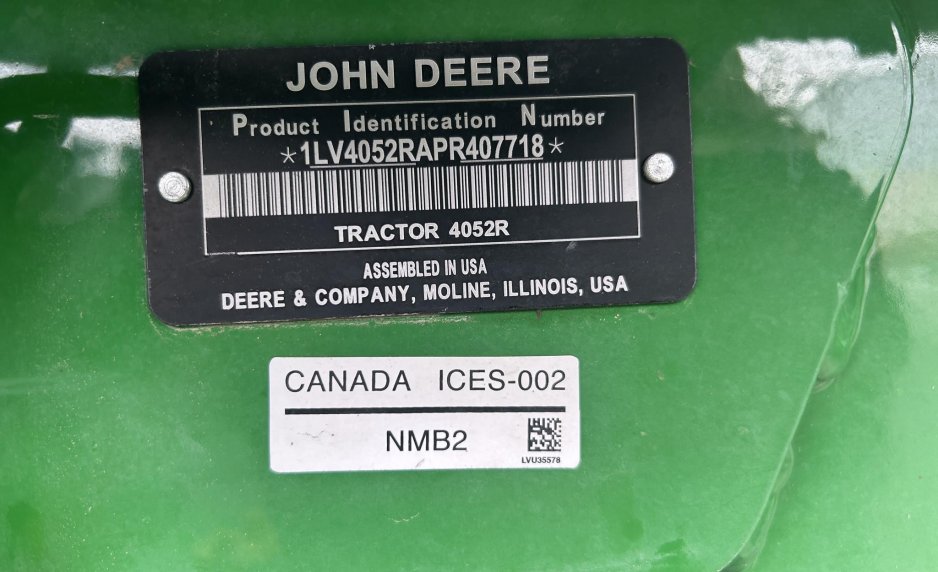 JOHN DEERE
Product Identification Number
*1LV4052RAPR407718*
TRACTOR 4052R
ASSEMBLED IN USA
DEERE & COMPANY, MOLINE, ILLINOIS, USA
CANADA ICES-002
NMB2
LVU35578